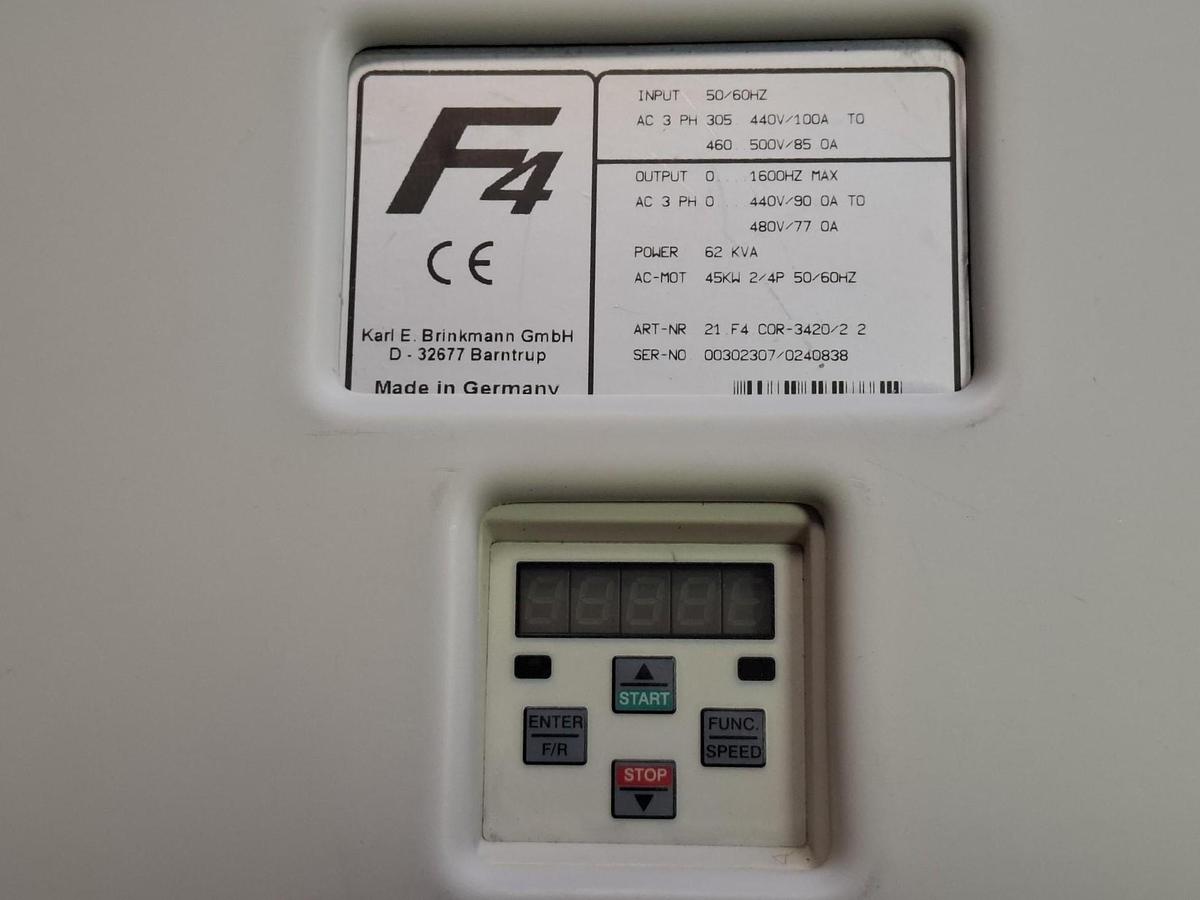 F4
CE
Karl E. Brinkmann GmbH
D - 32677 Barntrup
Made in Germany
INPUT 50/60HZ
AC 3 PH 305 440V/100A TO
460 500V/85 0A
OUTPUT 0 1600HZ MAX
AC 3 PH 0 440V/90 0A TO
480V/77 0A
POWER 62 KVA
AC-MOT 45KW 2/4P 50/60HZ
ART-NR 21 F4 COR-3420/2 2
SER-NO 00302307/0240838
START
ENTER
F/R
FUNC.
SPEED
STOP